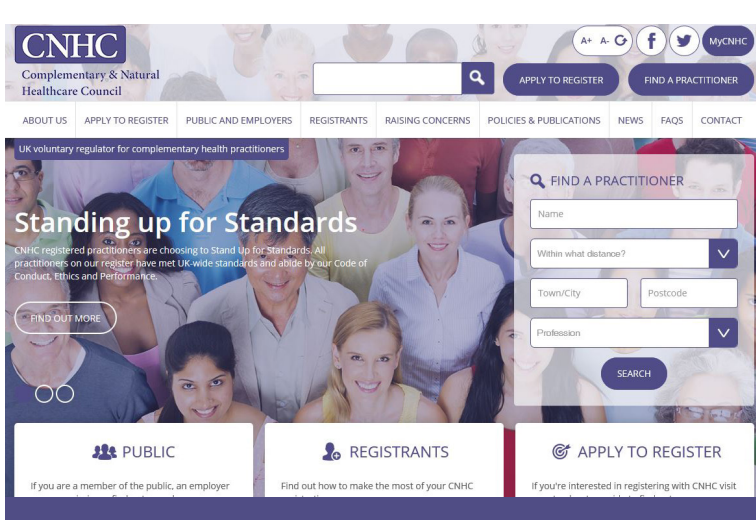 CNHC
Complementary & Natural
Healthcare Council
A+ A-
MyCNHC
APPLY TO REGISTER
FIND A PRACTITIONER
ABOUT US
APPLY TO REGISTER
PUBLIC AND EMPLOYERS
REGISTRANTS
RAISING CONCERNS
POLICIES & PUBLICATIONS
NEWS
FAQS
CONTACT
UK voluntary regulator for complementary health practitioners
Standing up for Standards
CNHC registered practitioners are choosing to Stand Up for Standards. All
practitioners on our register have met UK-wide standards and abide by our Code of
Conduct, Ethics and Performance.
FIND OUT MORE
FIND A PRACTITIONER
Name
Within what distance?
Town/City
Postcode
Profession
SEARCH
PUBLIC
If you are a member of the public, an employer
REGISTRANTS
Find out how to make the most of your CNHC
APPLY TO REGISTER
If you're interested in registering with CNHC visit